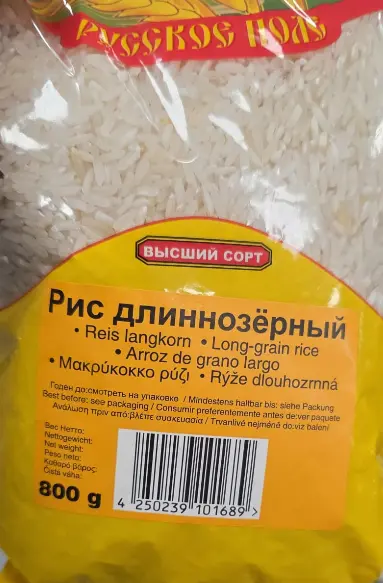 РУССКОЕ ПОЛЕ
ВЫСШИЙ СОРТ
Рис длиннозёрный
• Reis langkorn • Long-grain rice
• Arroz de grano largo
• Μακρύκοκκο ρύζι • Rýže dlouhozrnná
Годен до:смотреть на упаковке / Mindestens haltbar bis: siehe Packung
Best before: see packaging / Consumir preferentemente antes de:ver paquete
Ανάλωση πριν από:βλέπε συσκευασία / Trvanlivé nejméně do:viz balení
Вес Нетто:
Nettogewicht:
Net weight:
Peso neto:
Καθαρό βάρος:
Čistá váha:
800 g
4 250239 101689 >